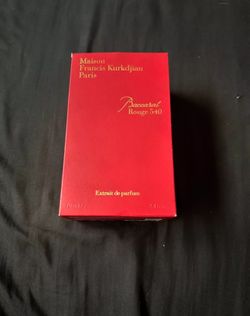 Maison
Francis Kurkdjian
Paris
Baccarat
Rouge 540
Extrait de parfum